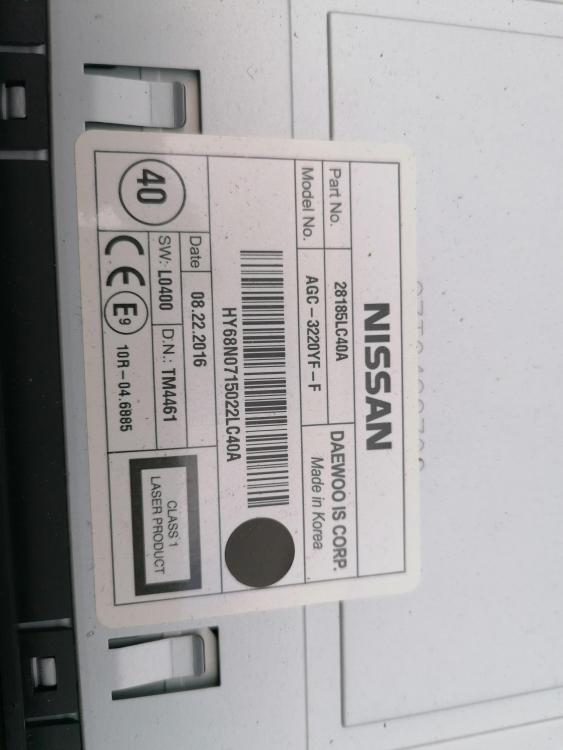 NISSAN
Part No. 28185LC40A
DAEWOO IS CORP.
Model No. AGC-3220YF-F
Made in Korea
HY68N0715022LC40A
40
Date 08.22.2016
SW: L0400 D.N.: TM4461
CE E9 10R-04.6885
CLASS 1
LASER PRODUCT